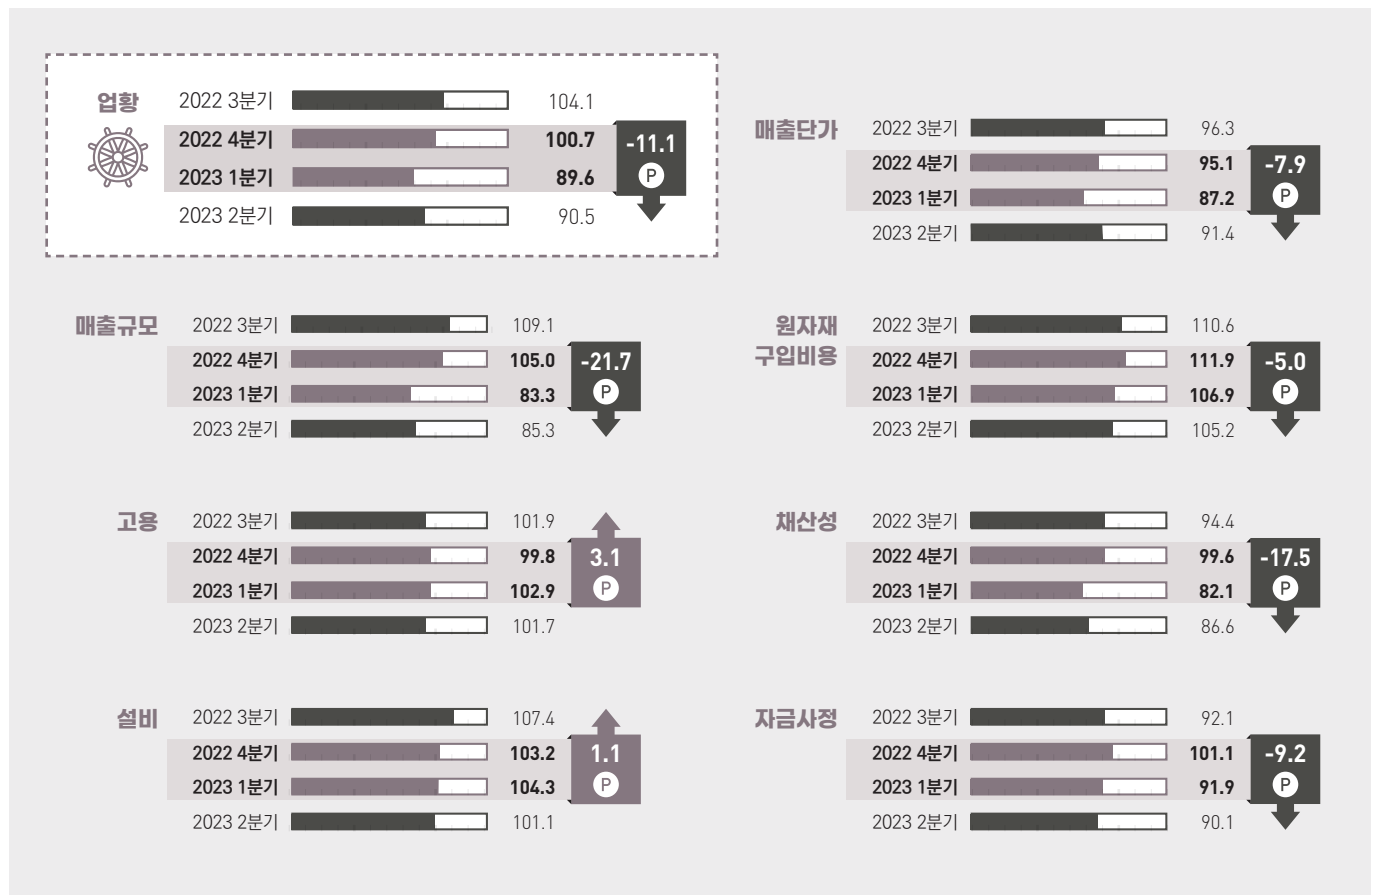 업황
2022 3분기 104.1
2022 4분기 100.7
2023 1분기 89.6
2023 2분기 90.5
-11.1
P
매출단가
2022 3분기 96.3
2022 4분기 95.1
2023 1분기 87.2
2023 2분기 91.4
-7.9
P
매출규모
2022 3분기 109.1
2022 4분기 105.0
2023 1분기 83.3
2023 2분기 85.3
-21.7
P
원자재
구입비용
2022 3분기 110.6
2022 4분기 111.9
2023 1분기 106.9
2023 2분기 105.2
-5.0
P
고용
2022 3분기 101.9
2022 4분기 99.8
2023 1분기 102.9
2023 2분기 101.7
3.1
P
채산성
2022 3분기 94.4
2022 4분기 99.6
2023 1분기 82.1
2023 2분기 86.6
-17.5
P
설비
2022 3분기 107.4
2022 4분기 103.2
2023 1분기 104.3
2023 2분기 101.1
1.1
P
자금사정
2022 3분기 92.1
2022 4분기 101.1
2023 1분기 91.9
2023 2분기 90.1
-9.2
P